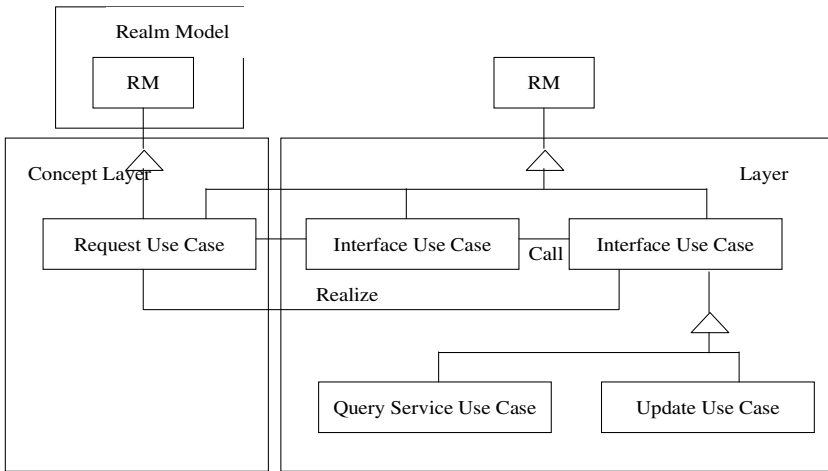 Realm Model
RM
RM
Concept Layer
Layer
Request Use Case
Interface Use Case
Interface Use Case
Call
Realize
Query Service Use Case
Update Use Case